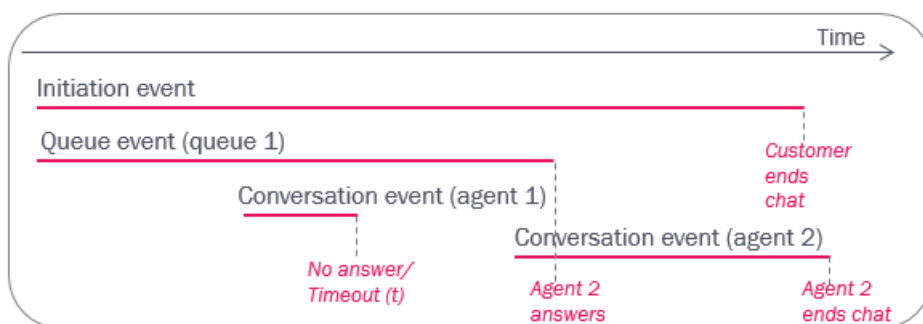 Time
Initiation event
Queue event (queue 1)
Customer
ends
chat
Conversation event (agent 1)
Conversation event (agent 2)
No answer/
Timeout (t)
Agent 2
answers
Agent 2
ends chat